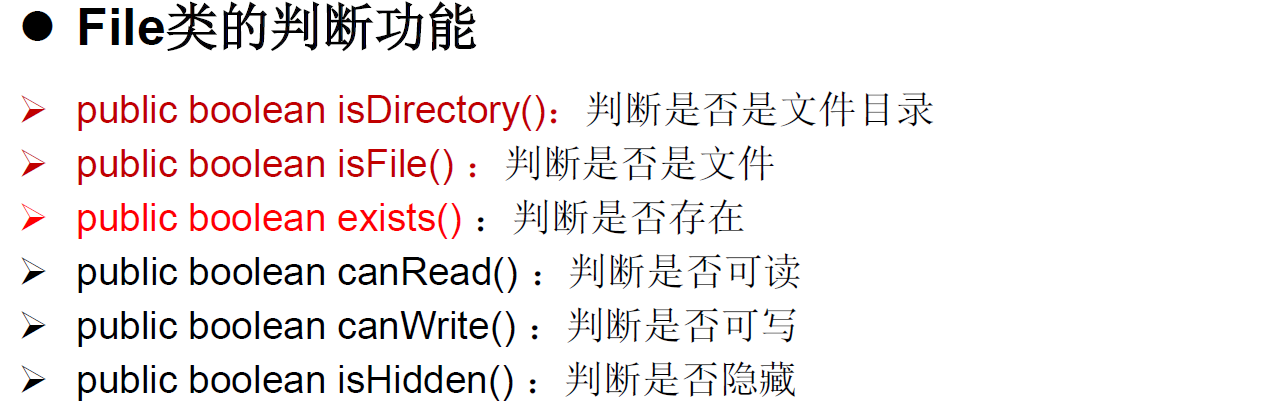 ● File类的判断功能
➢ public boolean isDirectory()：判断是否是文件目录
➢ public boolean isFile() ：判断是否是文件
➢ public boolean exists() ：判断是否存在
➢ public boolean canRead() ：判断是否可读
➢ public boolean canWrite() ：判断是否可写
➢ public boolean isHidden() ：判断是否隐藏